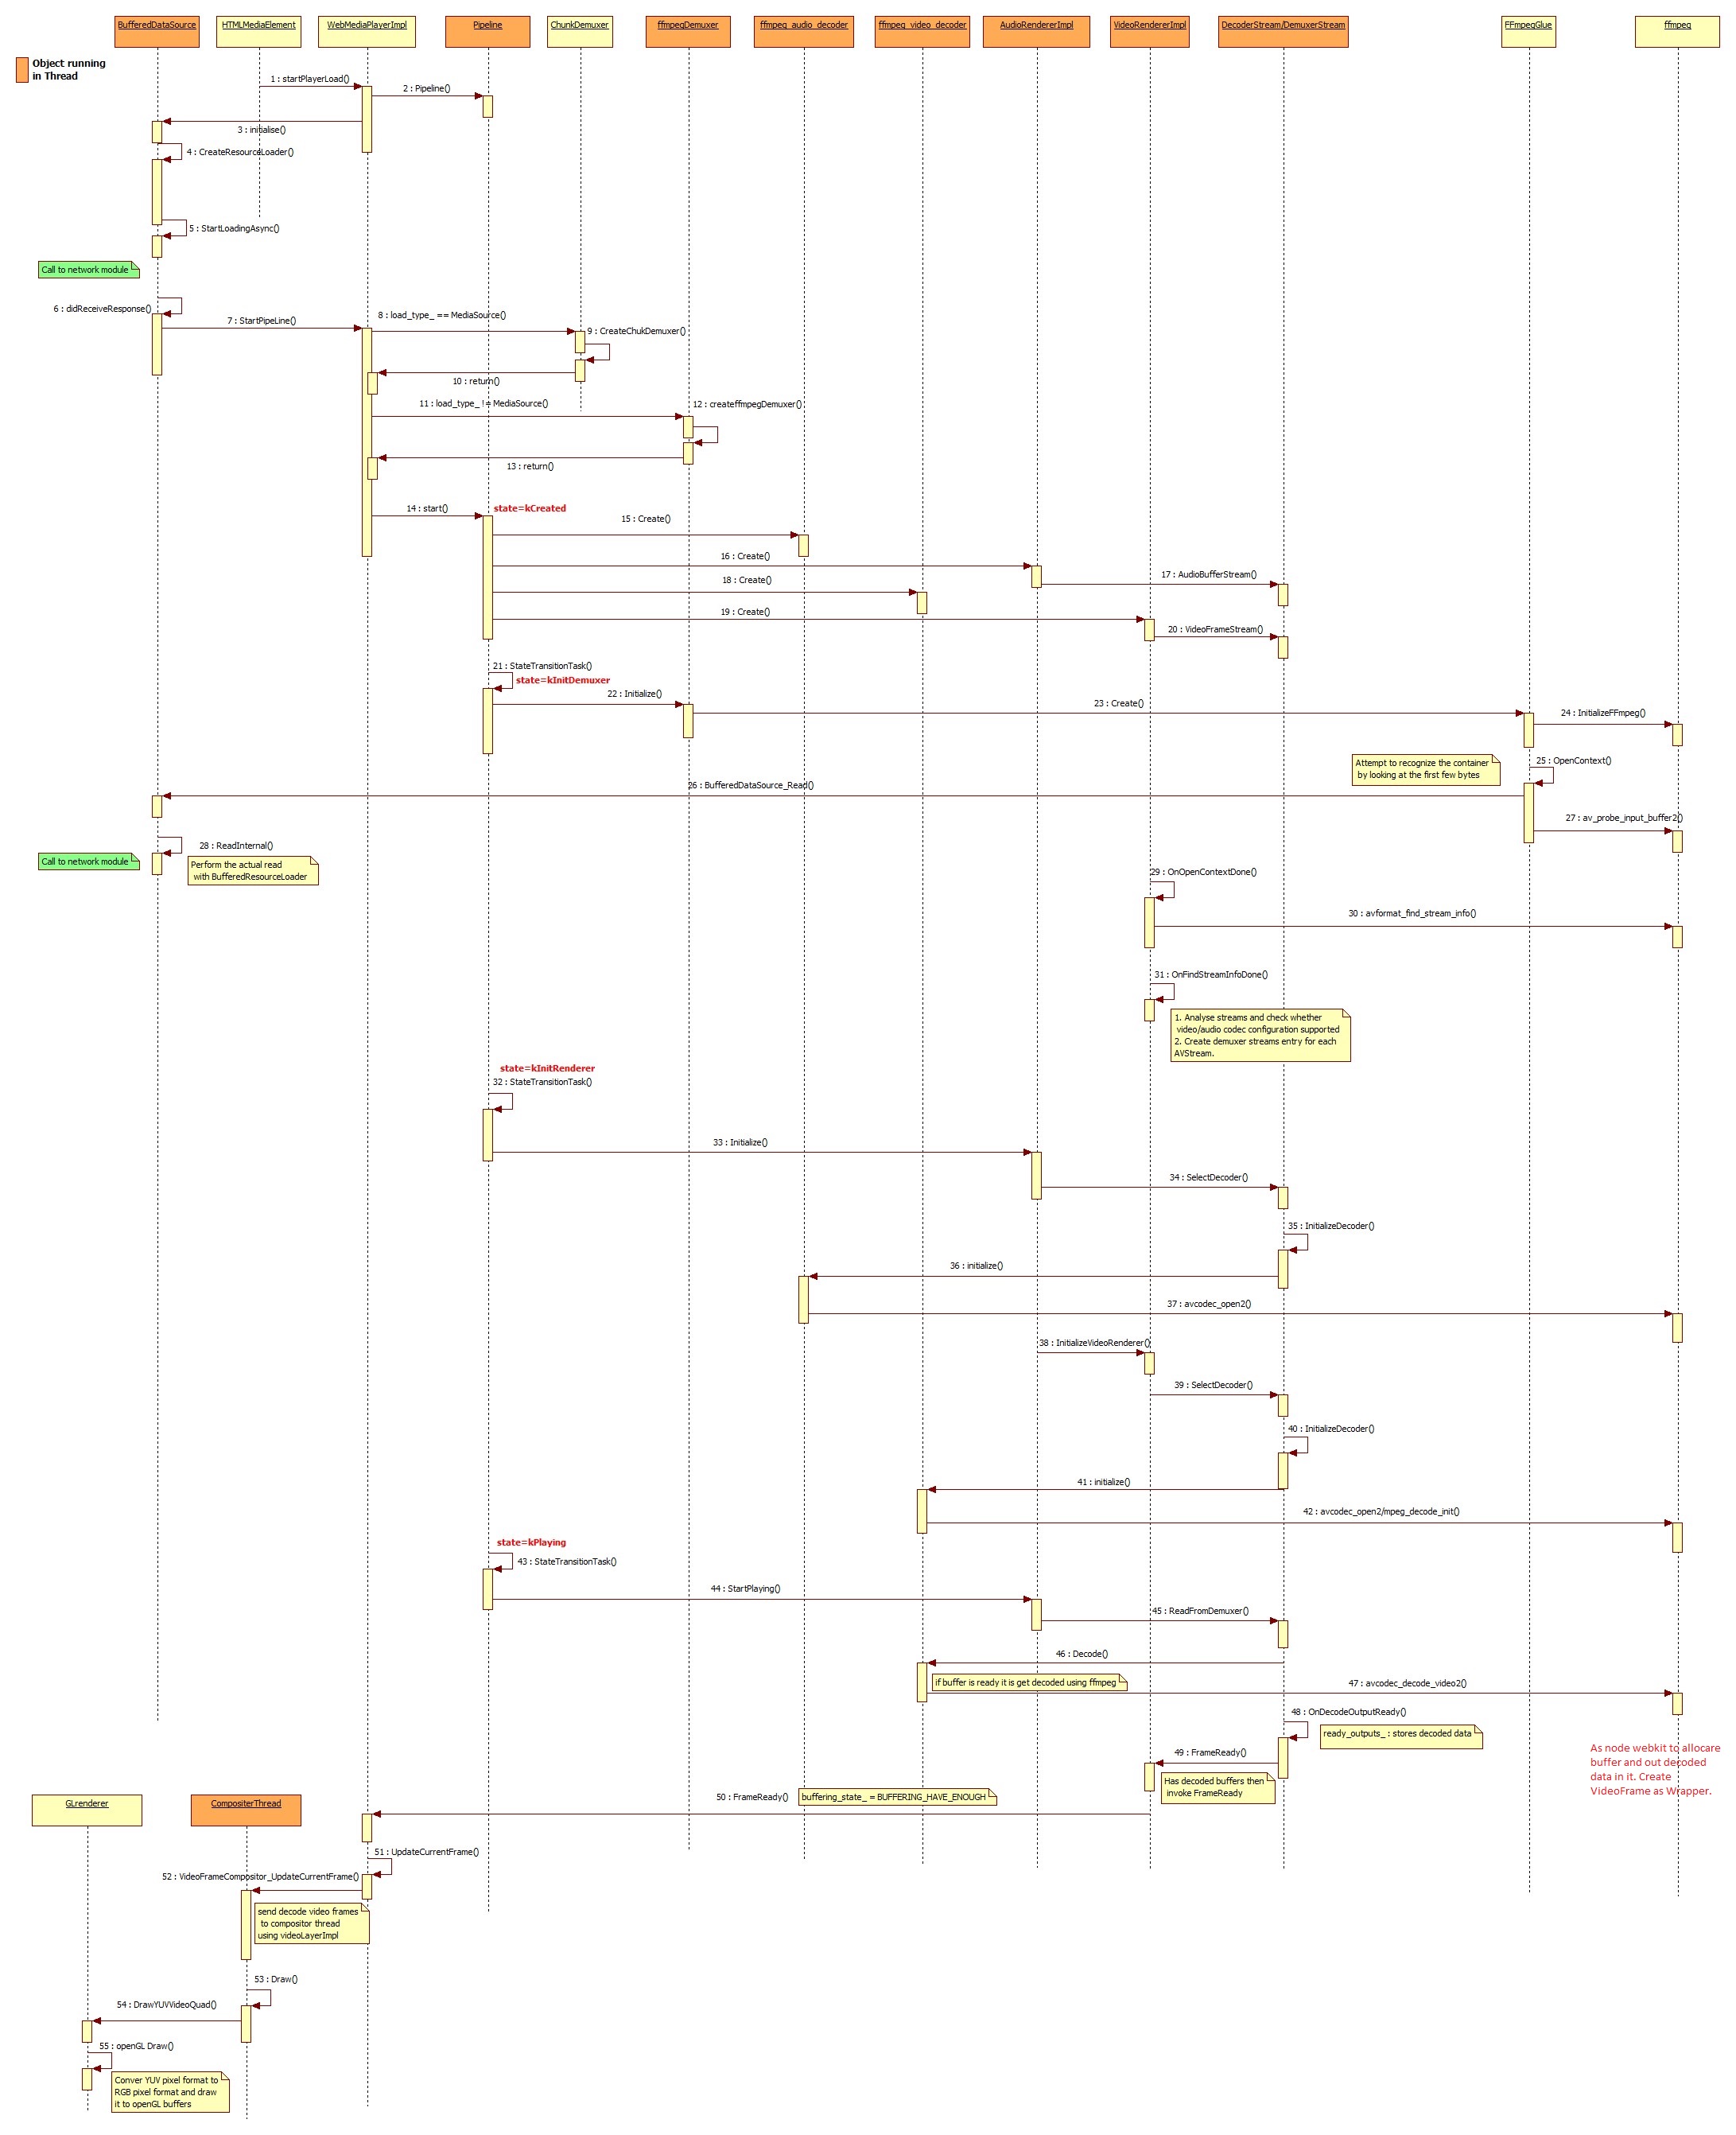 BufferedDataSource
HTMLMediaElement
WebMediaPlayerImpl
Pipeline
ChunkDemuxer
ffmpegDemuxer
ffmpeg_audio_decoder
ffmpeg_video_decoder
AudioRendererImpl
VideoRendererImpl
DecoderStream/DemuxerStream
FFmpegGlue
ffmpeg
Object running
in Thread
1 : startPlayerLoad()
2 : Pipeline()
3 : initialise()
4 : CreateResourceLoader()
5 : StartLoadingAsync()
Call to network module
6 : didReceiveResponse()
7 : StartPipeLine()
8 : load_type_ == MediaSource()
9 : CreateChukDemuxer()
10 : return()
11 : load_type_ != MediaSource()
12 : createffmpegDemuxer()
13 : return()
14 : start()
state=kCreated
15 : Create()
16 : Create()
17 : AudioBufferStream()
18 : Create()
19 : Create()
20 : VideoFrameStream()
21 : StateTransitionTask()
state=kInitDemuxer
22 : Initialize()
23 : Create()
24 : InitializeFFmpeg()
Attempt to recognize the container
by looking at the first few bytes
25 : OpenContext()
26 : BufferedDataSource_Read()
27 : av_probe_input_buffer2()
28 : ReadInternal()
Call to network module
Perform the actual read
with BufferedResourceLoader
29 : OnOpenContextDone()
30 : avformat_find_stream_info()
31 : OnFindStreamInfoDone()
1. Analyse streams and check whether
video/audio codec configuration supported
2. Create demuxer streams entry for each
AVStream.
state=kInitRenderer
32 : StateTransitionTask()
33 : Initialize()
34 : SelectDecoder()
35 : InitializeDecoder()
36 : initialize()
37 : avcodec_open2()
38 : InitializeVideoRenderer()
39 : SelectDecoder()
40 : InitializeDecoder()
41 : initialize()
42 : avcodec_open2/mpeg_decode_init()
state=kPlaying
43 : StateTransitionTask()
44 : StartPlaying()
45 : ReadFromDemuxer()
46 : Decode()
if buffer is ready it is get decoded using ffmpeg
47 : avcodec_decode_video2()
48 : OnDecodeOutputReady()
ready_outputs_ : stores decoded data
49 : FrameReady()
Has decoded buffers then
invoke FrameReady
As node webkit to allocare
buffer and out decoded
data in it. Create
VideoFrame as Wrapper.
50 : FrameReady()
buffering_state_ = BUFFERING_HAVE_ENOUGH
GLrenderer
CompositerThread
51 : UpdateCurrentFrame()
52 : VideoFrameCompositor_UpdateCurrentFrame()
send decode video frames
to compositor thread
using videoLayerImpl
53 : Draw()
54 : DrawYUVVideoQuad()
55 : openGL Draw()
Conver YUV pixel format to
RGB pixel format and draw
it to openGL buffers